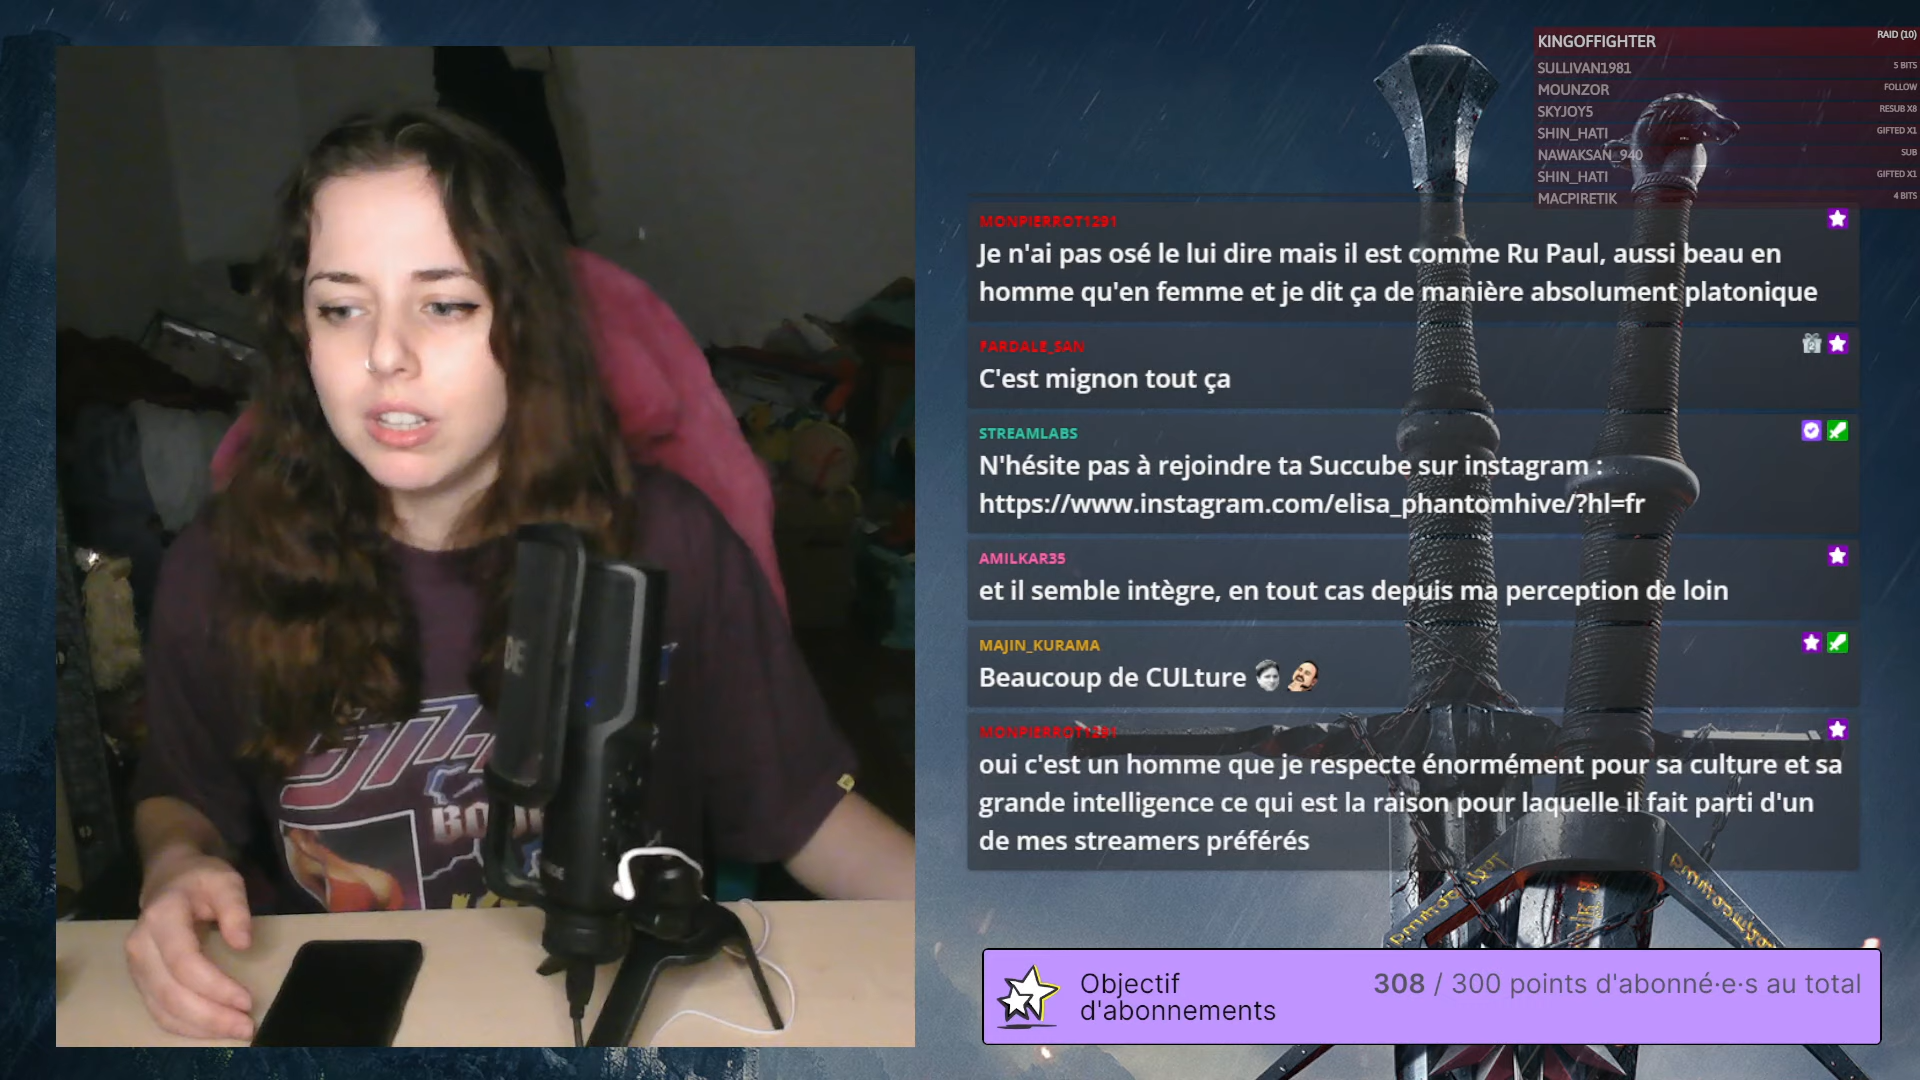 KINGOFFIGHTER RAID (10)
SULLIVAN1981 5 BITS
MOUNZOR FOLLOW
SKYJOY5 RESUB X8
SHIN_HATI GIFTED X1
NAWAKSAN_940 SUB
SHIN_HATI GIFTED X1
MACPIRETIK 4 BITS
MONPIERROT1291
Je n'ai pas osé le lui dire mais il est comme Ru Paul, aussi beau en
homme qu'en femme et je dit ça de manière absolument platonique
FARDALE_SAN
C'est mignon tout ça
STREAMLABS
N'hésite pas à rejoindre ta Succube sur instagram :
https://www.instagram.com/elisa_phantomhive/?hl=fr
AMILKAR35
et il semble intègre, en tout cas depuis ma perception de loin
MAJIN_KURAMA
Beaucoup de CULture
MONPIERROT1291
oui c'est un homme que je respecte énormément pour sa culture et sa
grande intelligence ce qui est la raison pour laquelle il fait parti d'un
de mes streamers préférés
Objectif
d'abonnements
308 / 300 points d'abonné·e·s au total